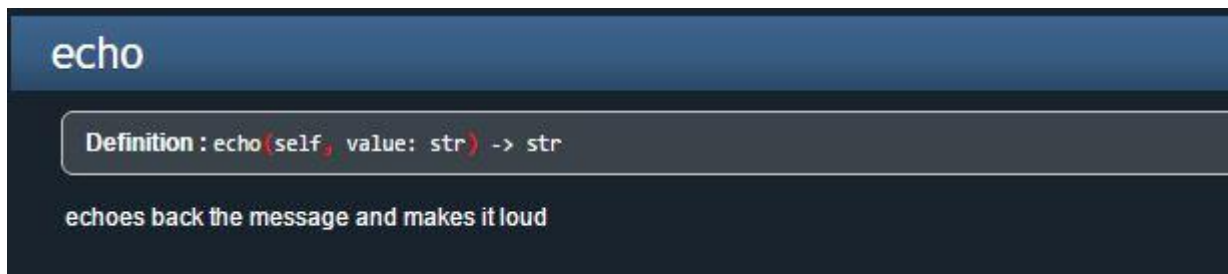 echo
Definition : echo(self, value: str) -> str
echoes back the message and makes it loud